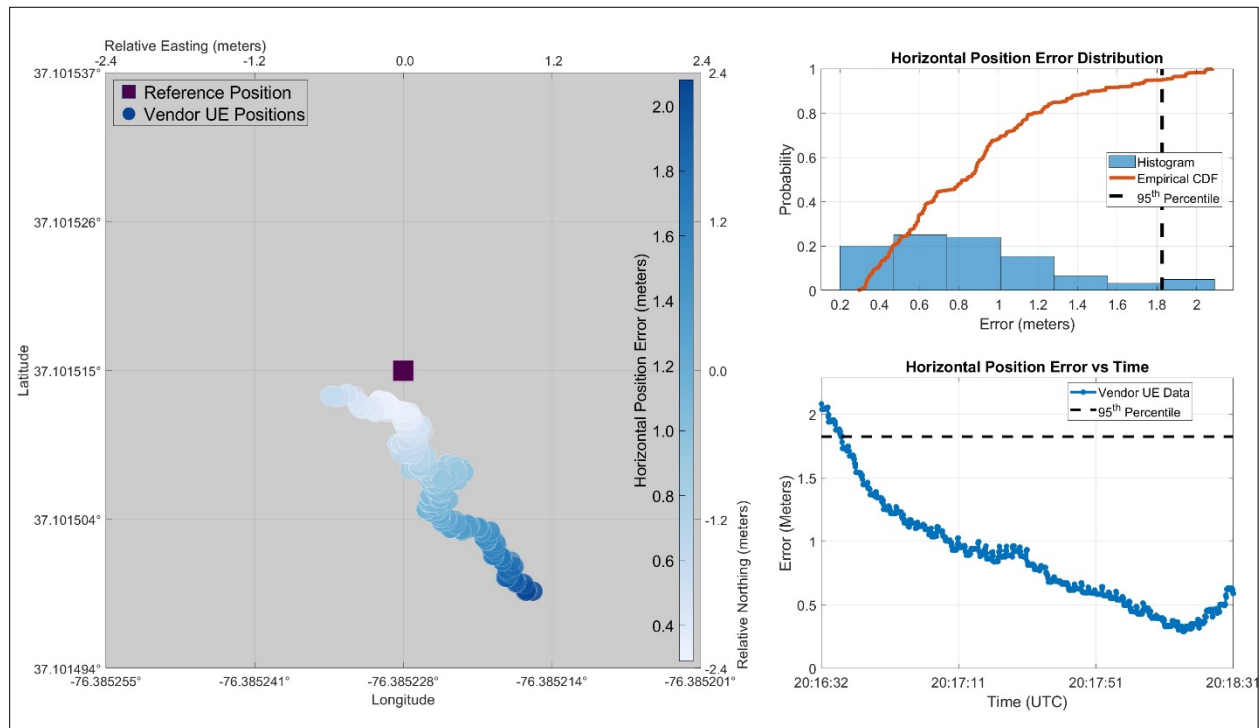 Relative Easting (meters)
-2.4 -1.2 0.0 1.2 2.4
37.101537°
37.101526°
37.101515°
37.101504°
37.101494°
Latitude
Reference Position
Vendor UE Positions
-76.385255° -76.385241° -76.385228° -76.385214° -76.385201°
Longitude
Horizontal Position Error (meters)
2.0
1.8
1.6
1.4
1.2
1.0
0.8
0.6
0.4
2.4
1.2
0.0
-1.2
-2.4
Relative Northing (meters)
Horizontal Position Error Distribution
Probability
1
0.8
0.6
0.4
0.2
0
Histogram
Empirical CDF
95th Percentile
0.2 0.4 0.6 0.8 1 1.2 1.4 1.6 1.8 2
Error (meters)
Horizontal Position Error vs Time
Error (Meters)
2
1.5
1
0.5
0
Vendor UE Data
95th Percentile
20:16:32 20:17:11 20:17:51 20:18:31
Time (UTC)